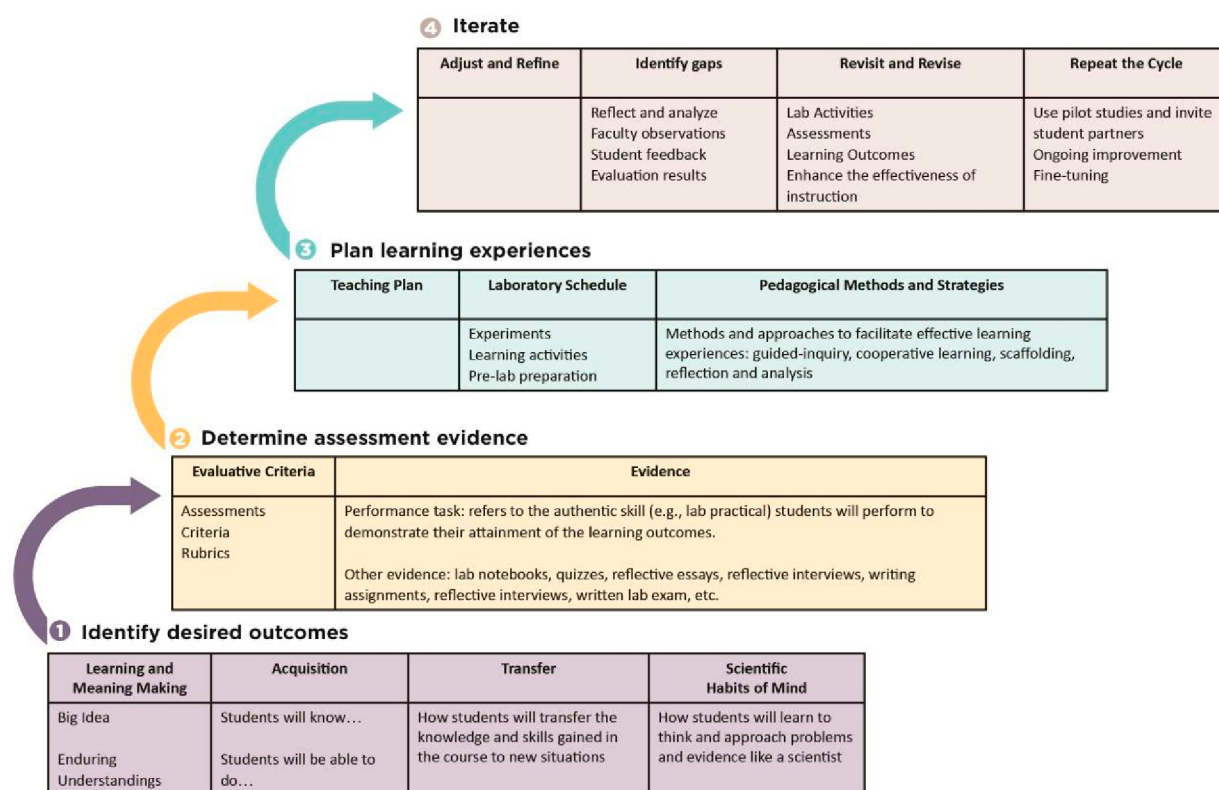 4 Iterate
Adjust and Refine
Identify gaps
Revisit and Revise
Repeat the Cycle
Reflect and analyze
Faculty observations
Student feedback
Evaluation results
Lab Activities
Assessments
Learning Outcomes
Enhance the effectiveness of
instruction
Use pilot studies and invite
student partners
Ongoing improvement
Fine-tuning
3 Plan learning experiences
Teaching Plan
Laboratory Schedule
Pedagogical Methods and Strategies
Experiments
Learning activities
Pre-lab preparation
Methods and approaches to facilitate effective learning
experiences: guided-inquiry, cooperative learning, scaffolding,
reflection and analysis
2 Determine assessment evidence
Evaluative Criteria
Evidence
Assessments
Criteria
Rubrics
Performance task: refers to the authentic skill (e.g., lab practical) students will perform to
demonstrate their attainment of the learning outcomes.
Other evidence: lab notebooks, quizzes, reflective essays, reflective interviews, writing
assignments, reflective interviews, written lab exam, etc.
1 Identify desired outcomes
Learning and
Meaning Making
Acquisition
Transfer
Scientific
Habits of Mind
Big Idea
Enduring
Understandings
Students will know…
Students will be able to
do…
How students will transfer the
knowledge and skills gained in
the course to new situations
How students will learn to
think and approach problems
and evidence like a scientist